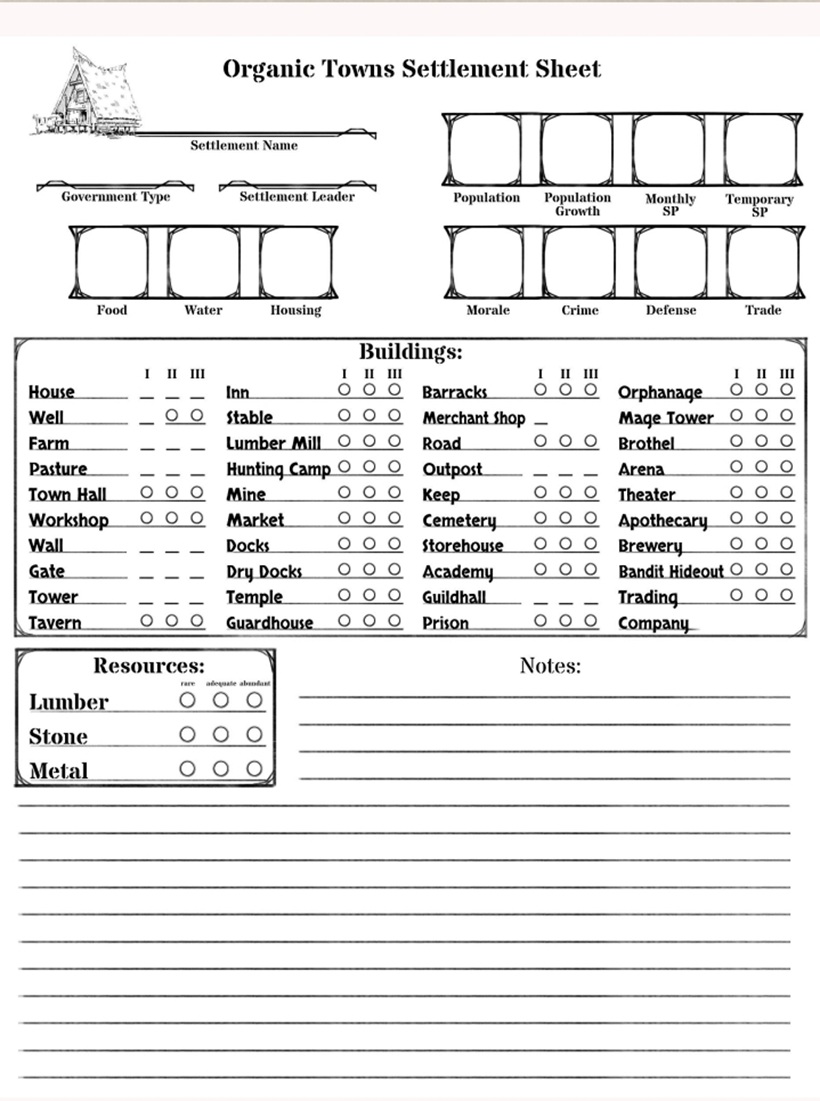 Organic Towns Settlement Sheet
Settlement Name
Government Type Settlement Leader
Population Population Growth Monthly SP Temporary SP
Food Water Housing
Morale Crime Defense Trade
Buildings:
I II III I II III I II III I II III
House Inn Barracks Orphanage
Well Stable Merchant Shop Mage Tower
Farm Lumber Mill Road Brothel
Pasture Hunting Camp Outpost Arena
Town Hall Mine Keep Theater
Workshop Market Cemetery Apothecary
Wall Docks Storehouse Brewery
Gate Dry Docks Academy Bandit Hideout
Tower Temple Guildhall Trading
Tavern Guardhouse Prison Company
Resources:
rare adequate abundant
Lumber
Stone
Metal
Notes: